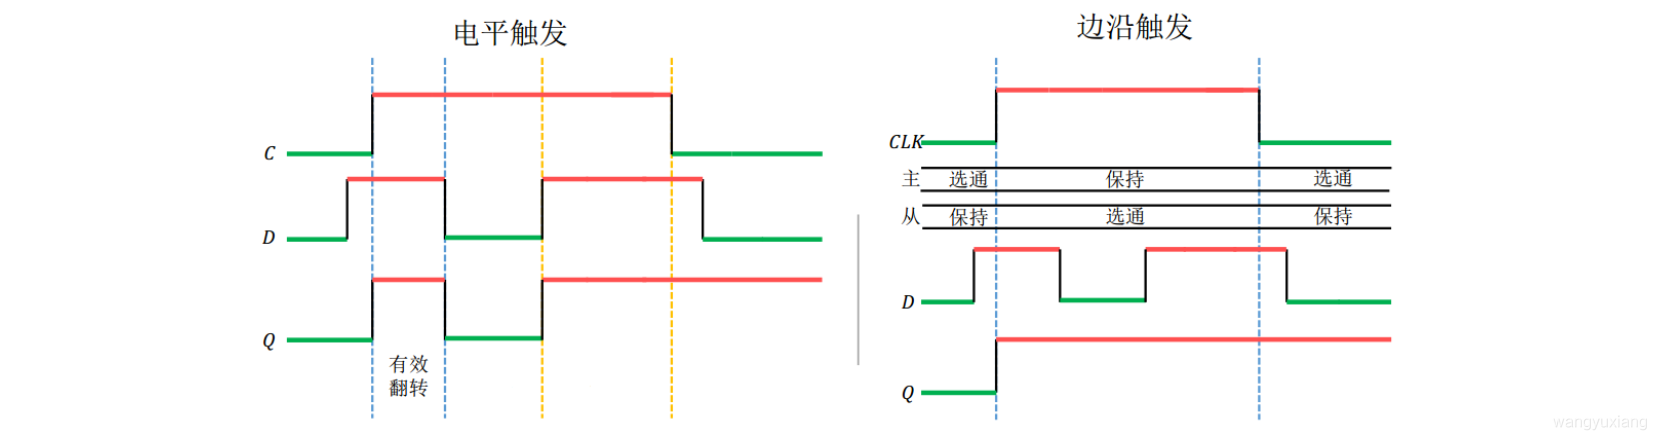 电平触发
C
D
Q
有效
翻转
边沿触发
CLK
主 选通 保持 选通
从 保持 选通 保持
D
Q
wangyuxiang